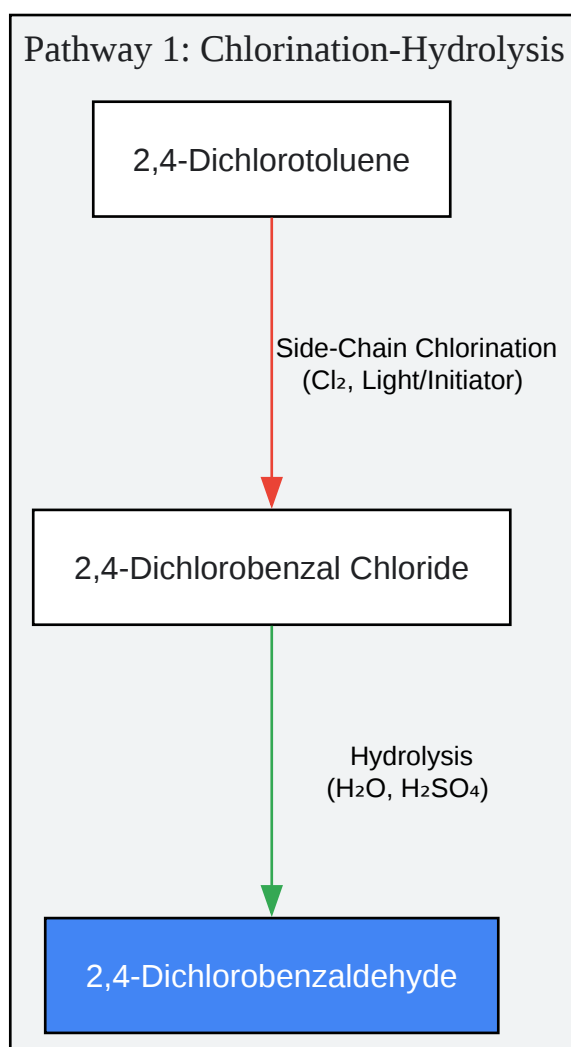 Pathway 1: Chlorination-Hydrolysis
2,4-Dichlorotoluene
Side-Chain Chlorination
(Cl₂, Light/Initiator)
2,4-Dichlorobenzal Chloride
Hydrolysis
(H₂O, H₂SO₄)
2,4-Dichlorobenzaldehyde